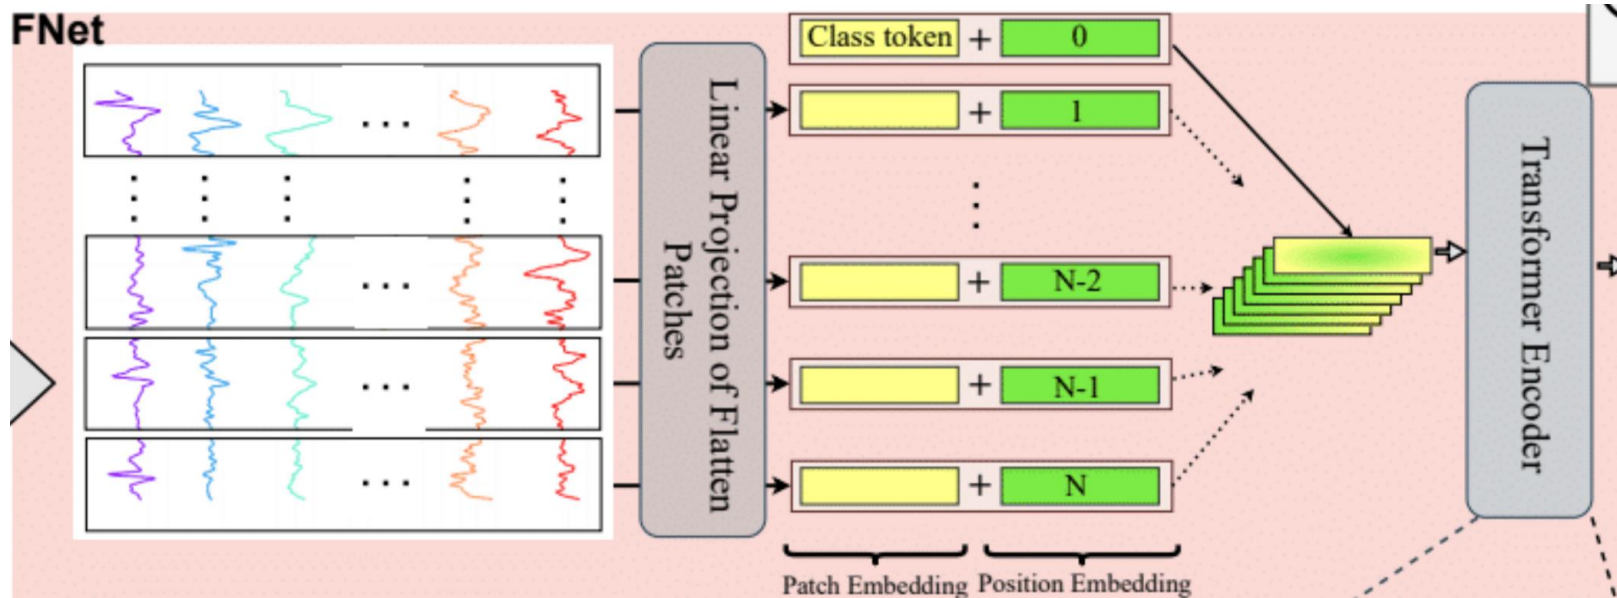 FNet
Class token + 0
+ 1
Linear Projection of Flatten
Patches
+ N-2
+ N-1
+ N
Patch Embedding
Position Embedding
Transformer Encoder